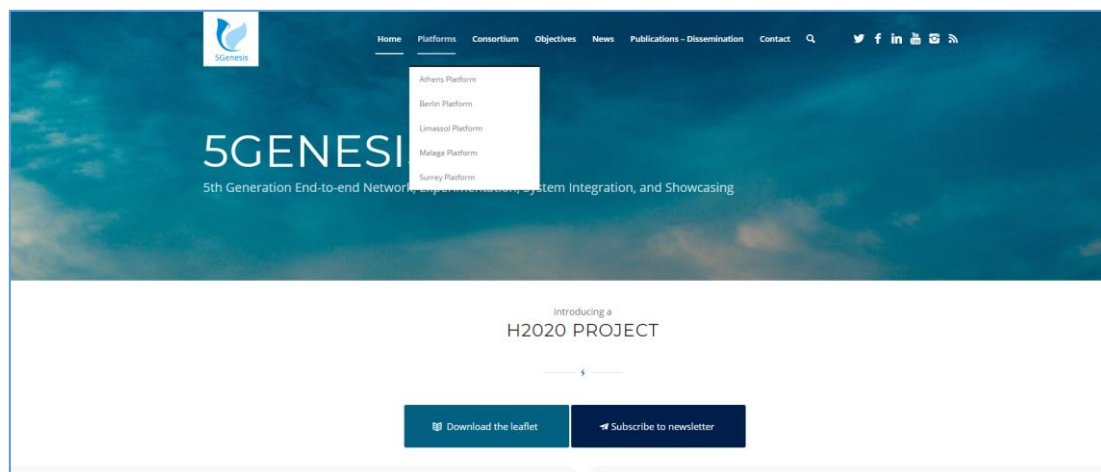 5Genesis
Home Platforms Consortium Objectives News Publications – Dissemination Contact
Athens Platform
Berlin Platform
Limassol Platform
Malaga Platform
Surrey Platform
5GENESI
5th Generation End-to-end Network, Experimentation, System Integration, and Showcasing
introducing a
H2020 PROJECT
Download the leaflet
Subscribe to newsletter